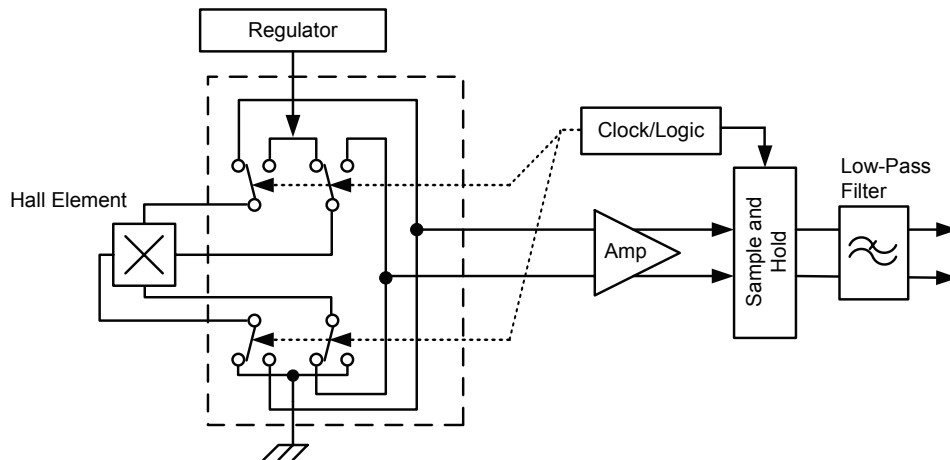 Regulator
Clock/Logic
Low-Pass
Filter
Hall Element
Amp
Sample and
Hold